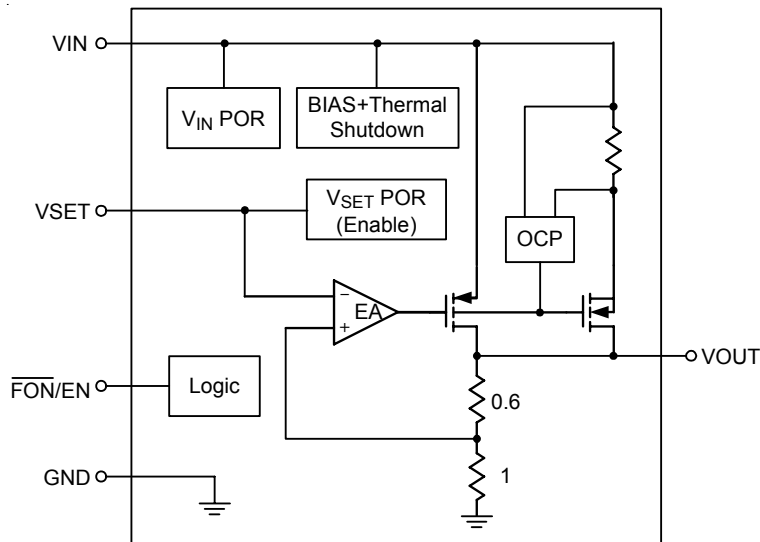 VIN
V_IN POR
BIAS+Thermal
Shutdown
VSET
V_SET POR
(Enable)
OCP
−
EA
+
VOUT
FON/EN
Logic
0.6
GND
1